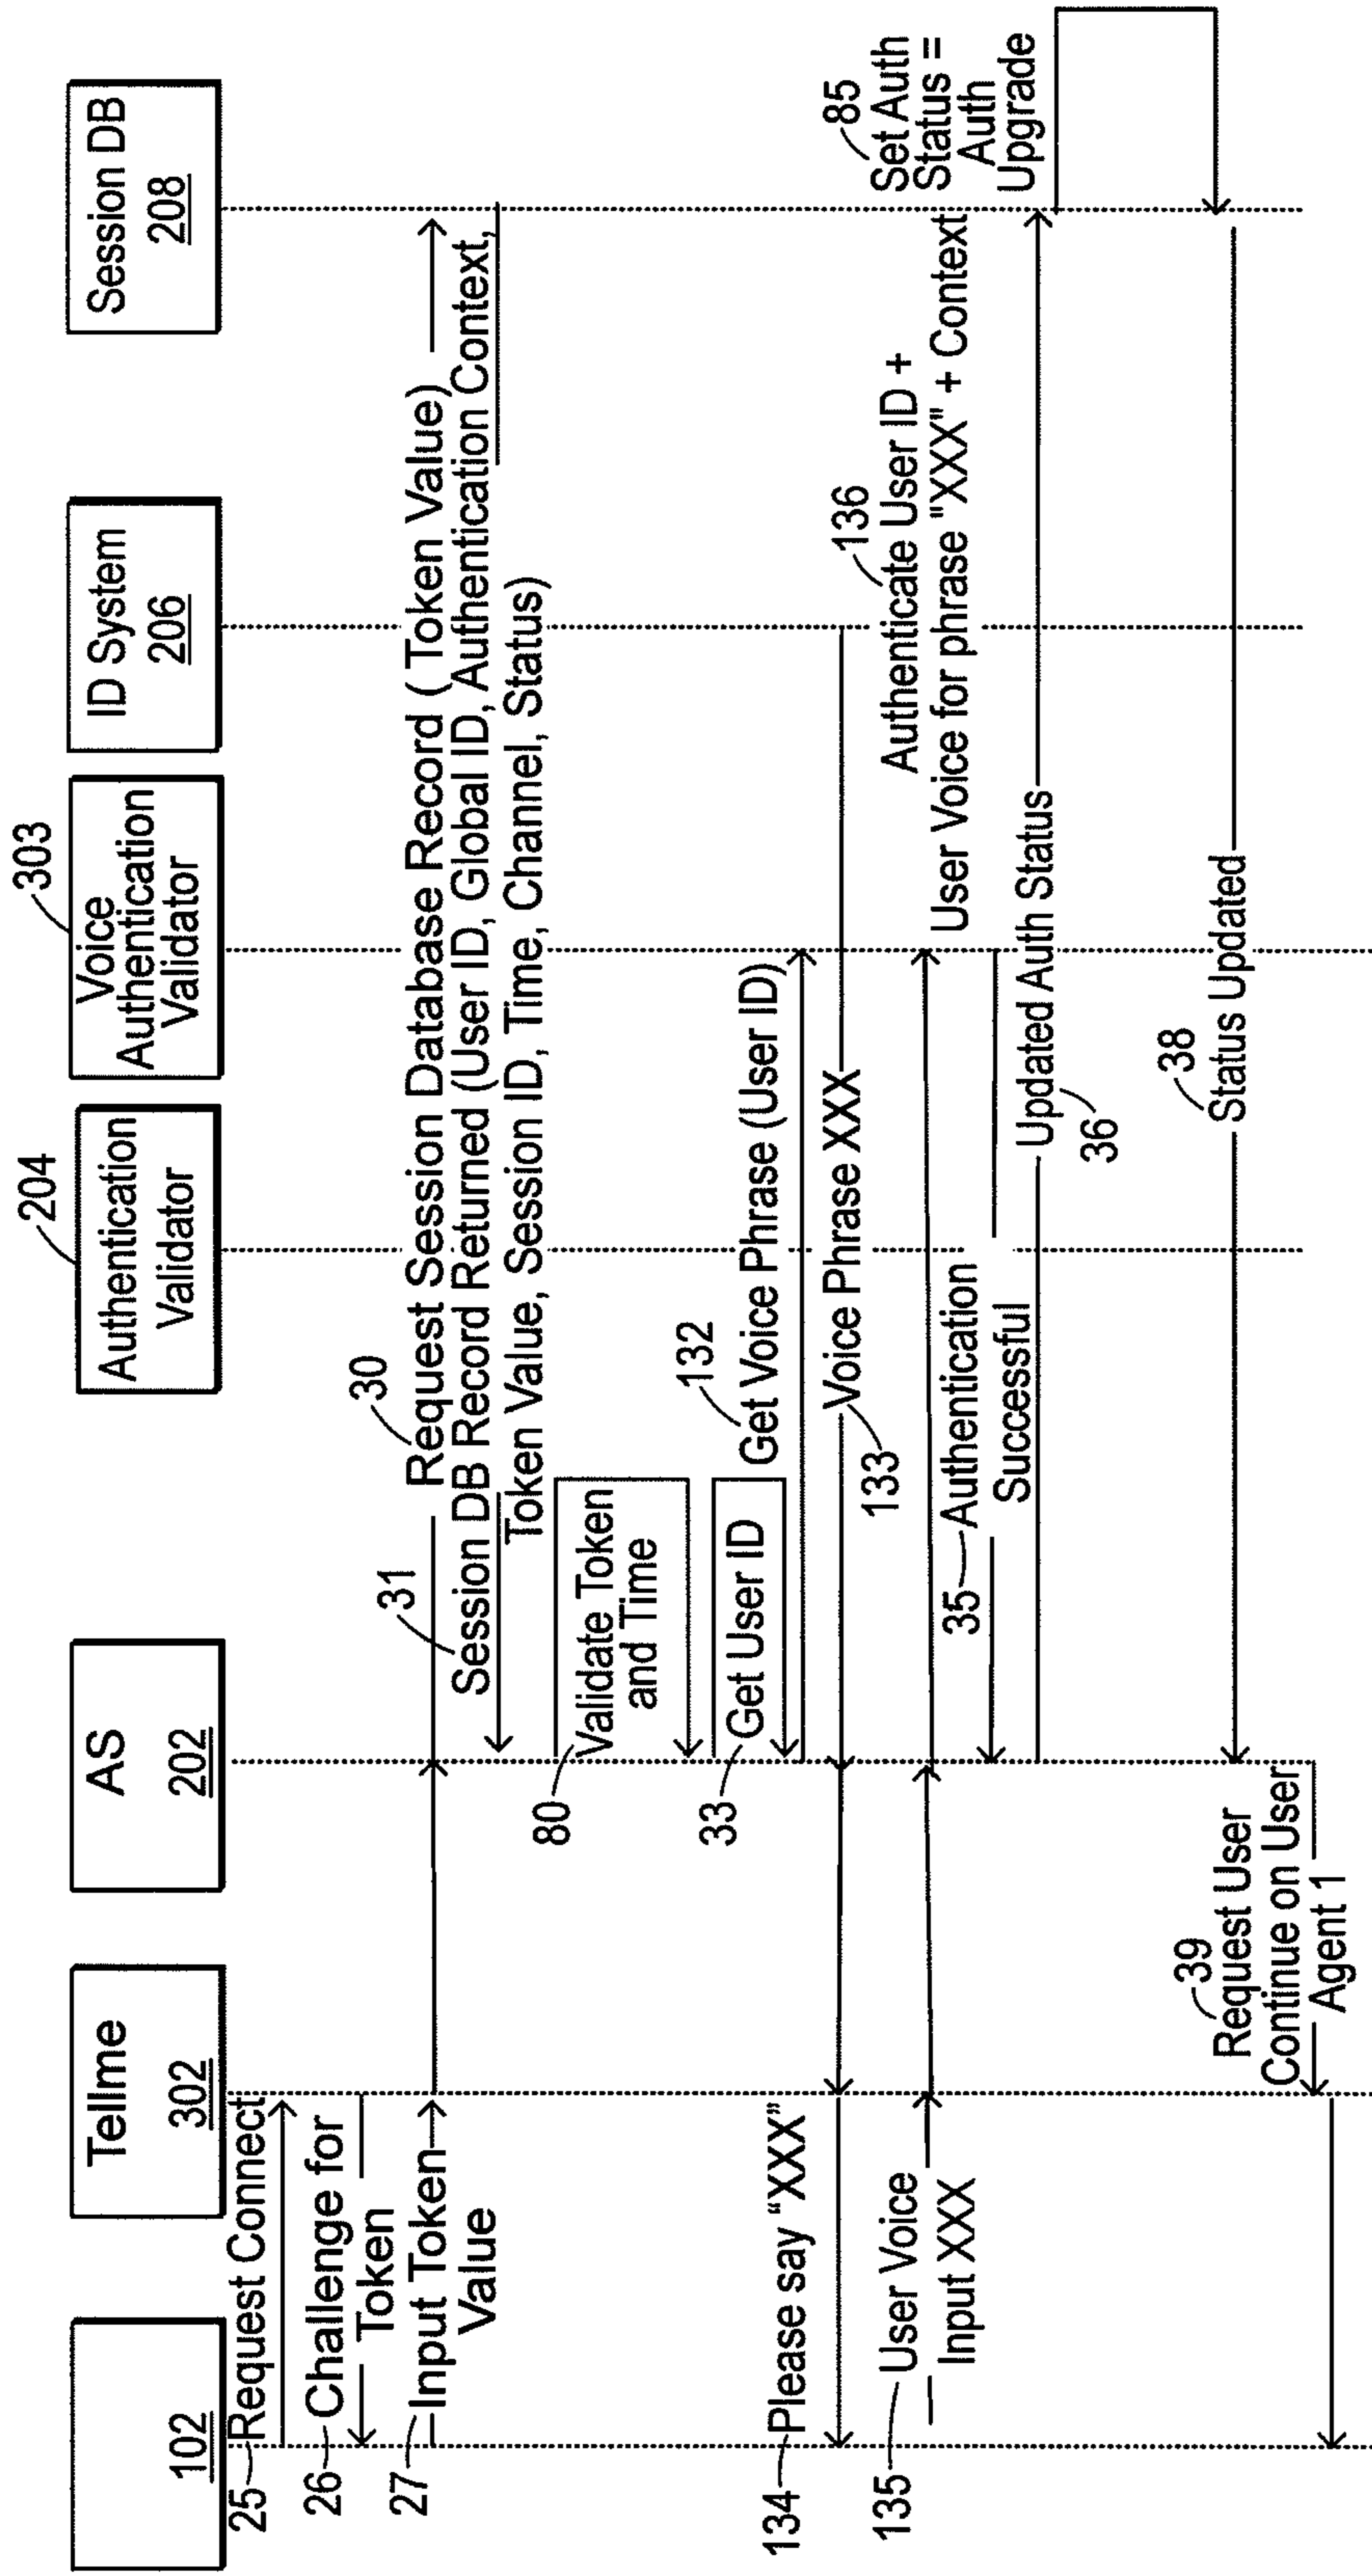 102
Tellme
302
AS
202
204
Authentication
Validator
303
Voice
Authentication
Validator
ID System
206
Session DB
208
25
Request Connect
26
Challenge for
Token
27
Input Token
Value
30
Request Session Database Record ( Token Value)
31
Session DB Record Returned (User ID, Global ID, Authentication Context,
Token Value, Session ID, Time, Channel, Status)
80
Validate Token
and Time
33
Get User ID
132
Get Voice Phrase (User ID)
Voice Phrase XXX
133
134
Please say “XXX”
135
User Voice
Input XXX
136
Authenticate User ID +
User Voice for phrase "XXX" + Context
35
Authentication
Successful
Updated Auth Status
36
85
Set Auth
Status =
Auth
Upgrade
38
Status Updated
39
Request User
Continue on User
Agent 1